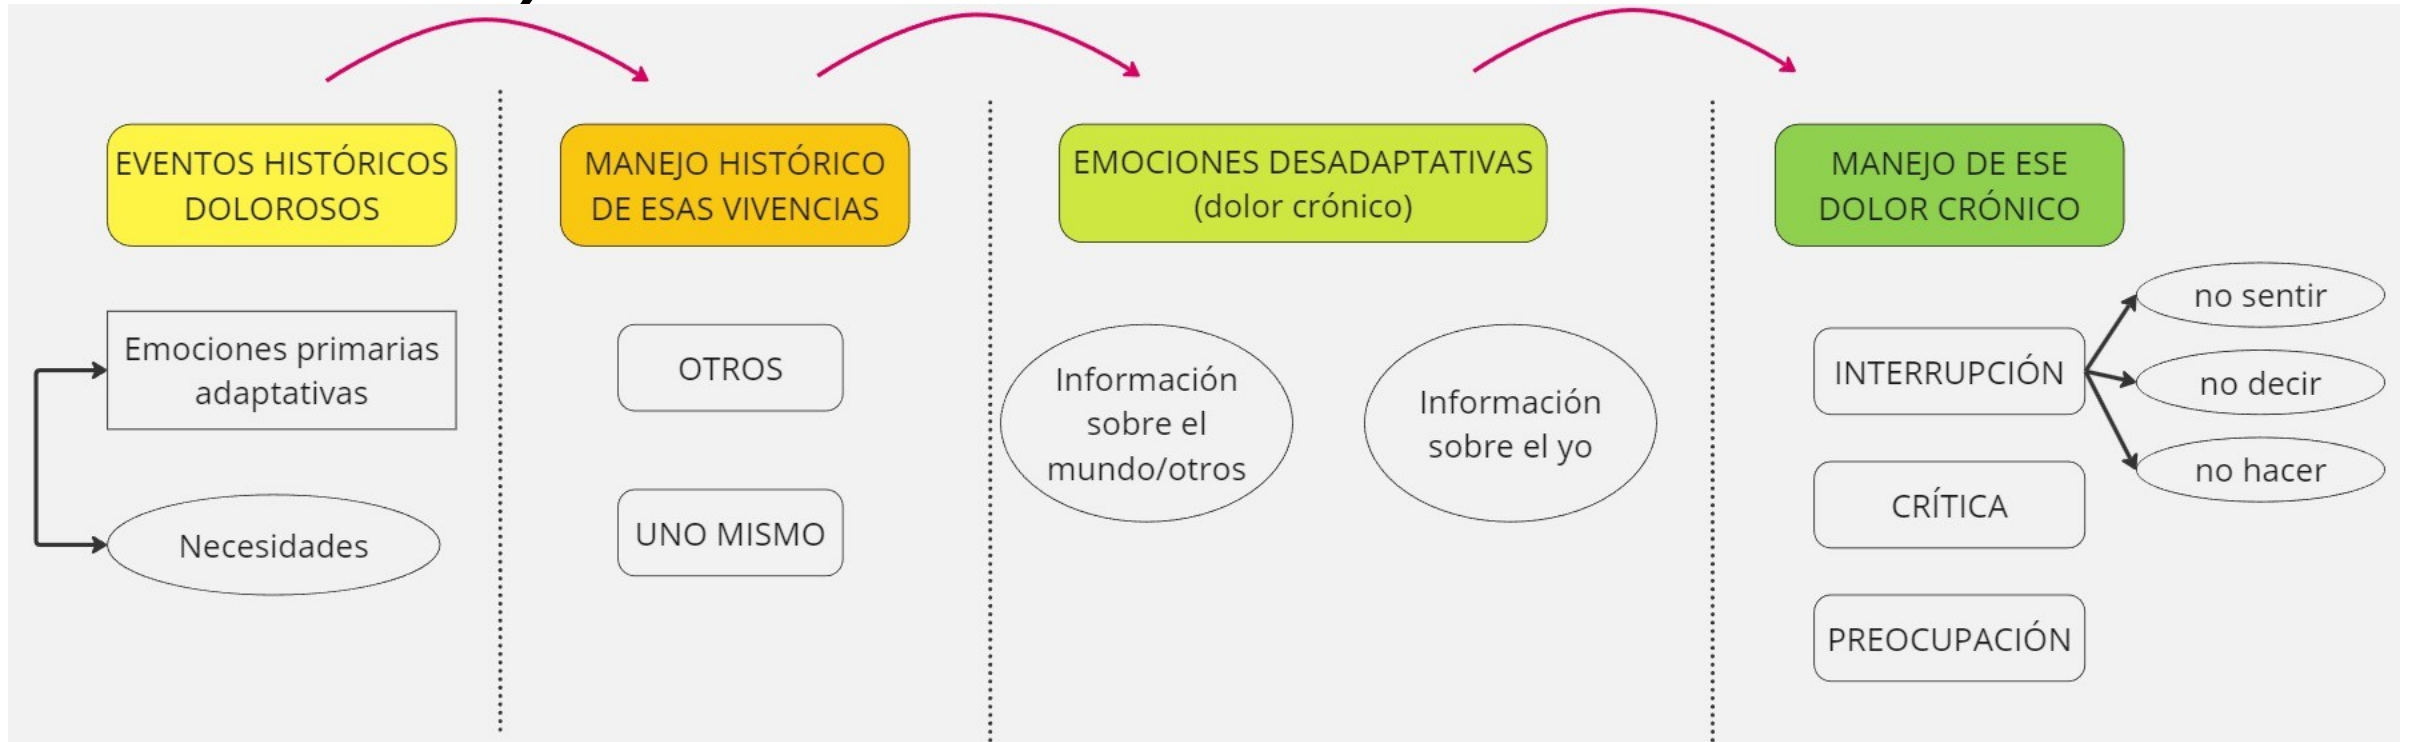 EVENTOS HISTÓRICOS
DOLOROSOS
Emociones primarias
adaptativas
Necesidades
MANEJO HISTÓRICO
DE ESAS VIVENCIAS
OTROS
UNO MISMO
EMOCIONES DESADAPTATIVAS
(dolor crónico)
Información
sobre el
mundo/otros
Información
sobre el yo
MANEJO DE ESE
DOLOR CRÓNICO
INTERRUPCIÓN
no sentir
no decir
no hacer
CRÍTICA
PREOCUPACIÓN